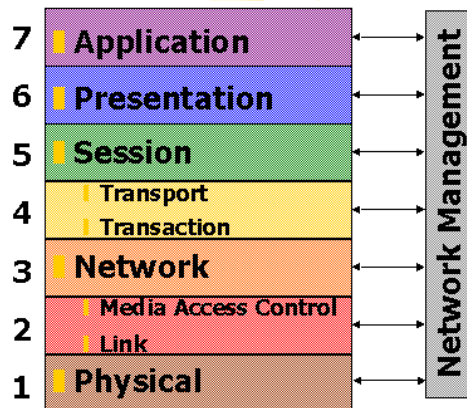 7 Application
6 Presentation
5 Session
4 Transport
Transaction
3 Network
2 Media Access Control
Link
1 Physical
Network Management